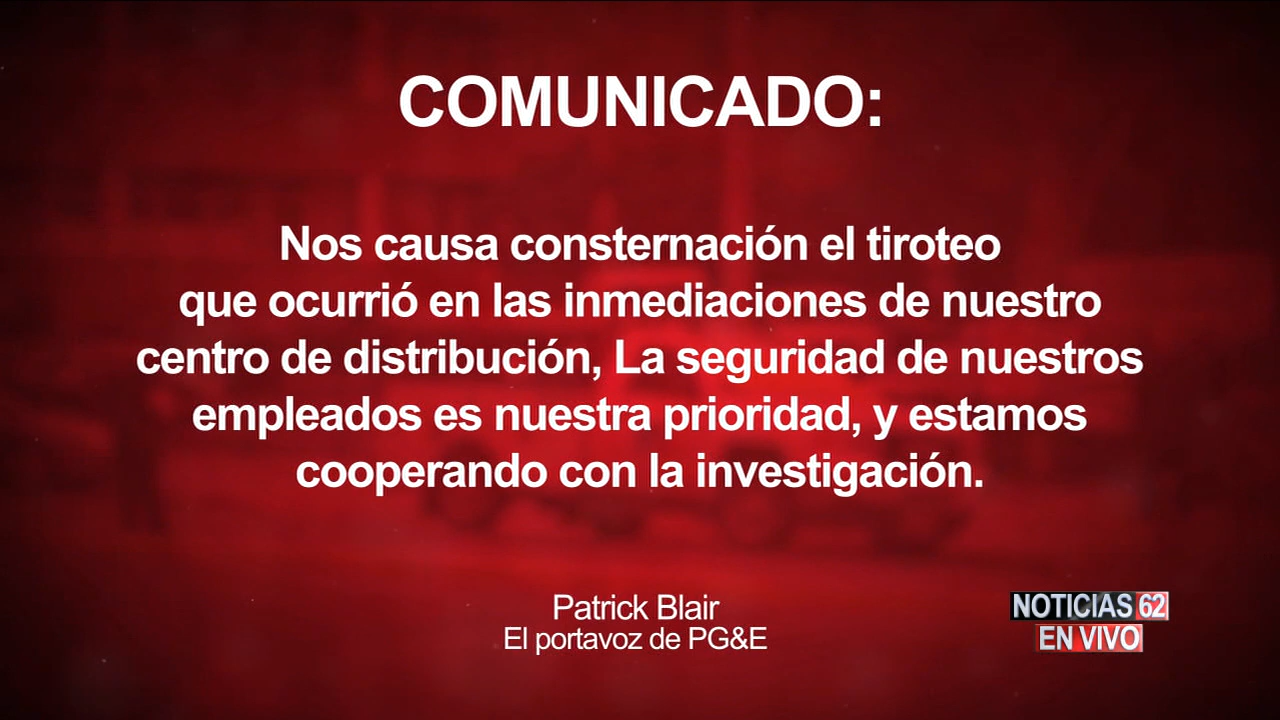 COMUNICADO:
Nos causa consternación el tiroteo
que ocurrió en las inmediaciones de nuestro
centro de distribución, La seguridad de nuestros
empleados es nuestra prioridad, y estamos
cooperando con la investigación.
Patrick Blair
El portavoz de PG&E
NOTICIAS 62
EN VIVO